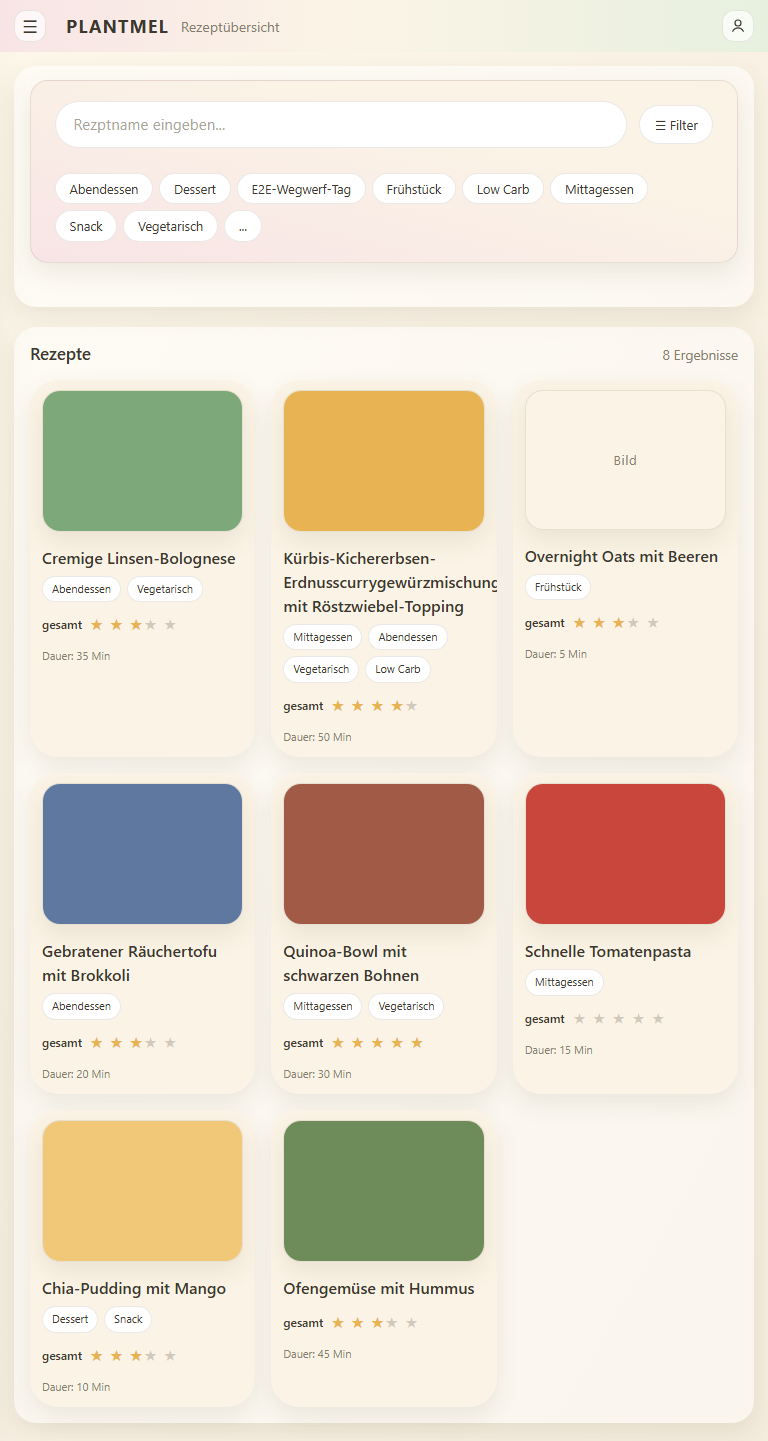 ☰ PLANTMEL Rezeptübersicht
Rezptname eingeben...
☰ Filter
Abendessen Dessert E2E-Wegwerf-Tag Frühstück Low Carb Mittagessen
Snack Vegetarisch ...
Rezepte
8 Ergebnisse
Cremige Linsen-Bolognese
Abendessen Vegetarisch
gesamt ★ ★ ★ ★ ★
Dauer: 35 Min
Kürbis-Kichererbsen-
Erdnusscurrygewürzmischung
mit Röstzwiebel-Topping
Mittagessen Abendessen
Vegetarisch Low Carb
gesamt ★ ★ ★ ★ ★
Dauer: 50 Min
Bild
Overnight Oats mit Beeren
Frühstück
gesamt ★ ★ ★ ★ ★
Dauer: 5 Min
Gebratener Räuchertofu
mit Brokkoli
Abendessen
gesamt ★ ★ ★ ★ ★
Dauer: 20 Min
Quinoa-Bowl mit
schwarzen Bohnen
Mittagessen Vegetarisch
gesamt ★ ★ ★ ★ ★
Dauer: 30 Min
Schnelle Tomatenpasta
Mittagessen
gesamt ★ ★ ★ ★ ★
Dauer: 15 Min
Chia-Pudding mit Mango
Dessert Snack
gesamt ★ ★ ★ ★ ★
Dauer: 10 Min
Ofengemüse mit Hummus
gesamt ★ ★ ★ ★ ★
Dauer: 45 Min